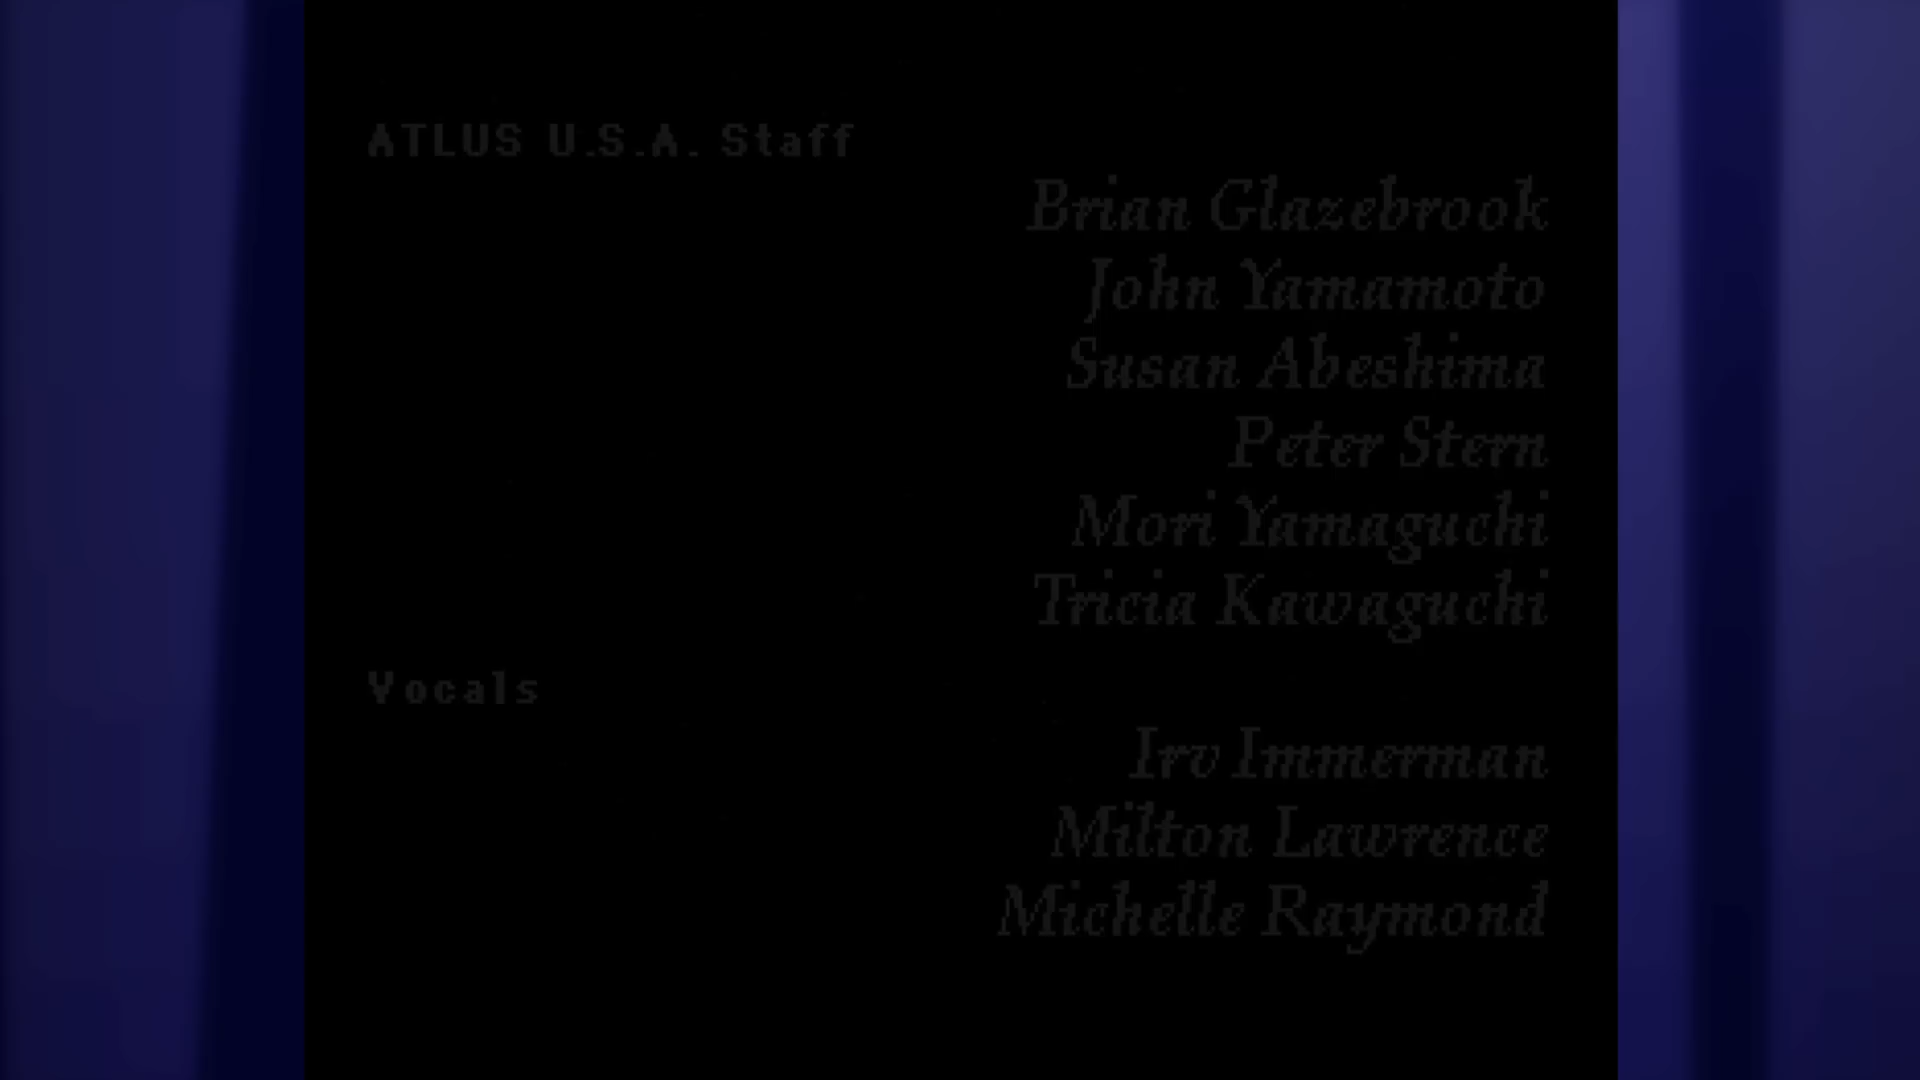 ATLUS U.S.A. Staff
Brian Glazebrook
John Yamamoto
Susan Abeshima
Peter Stern
Mori Yamaguchi
Tricia Kawaguchi
Vocals
Irv Immerman
Milton Lawrence
Michelle Raymond